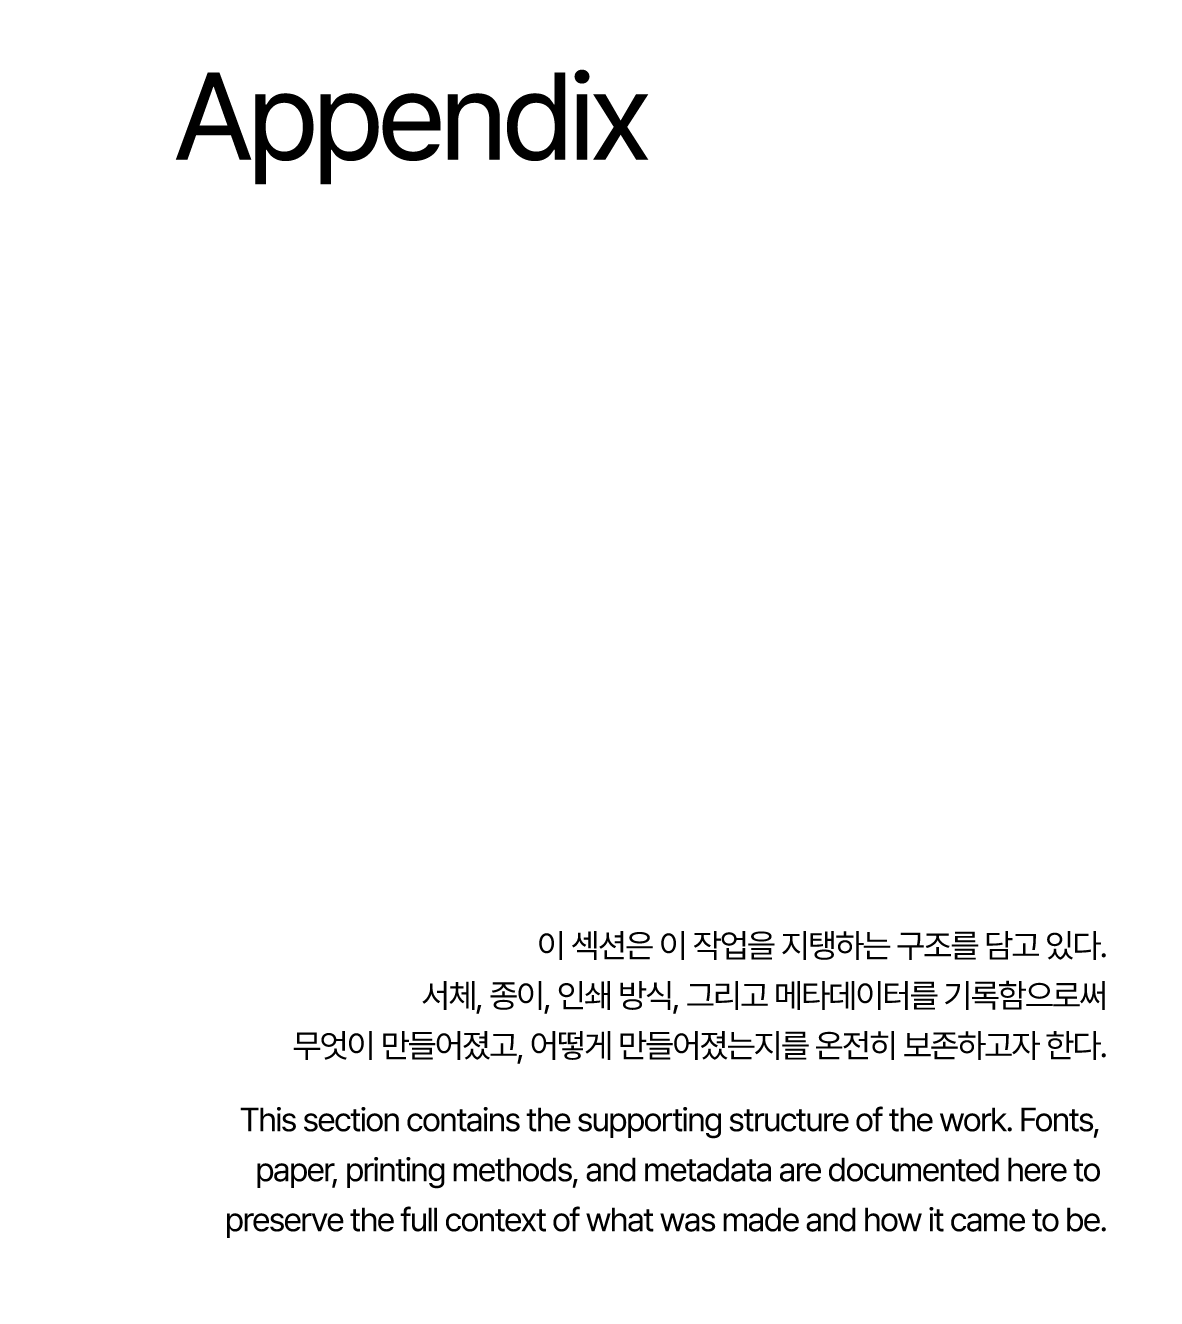 Appendix
이 섹션은 이 작업을 지탱하는 구조를 담고 있다.
서체, 종이, 인쇄 방식, 그리고 메타데이터를 기록함으로써
무엇이 만들어졌고, 어떻게 만들어졌는지를 온전히 보존하고자 한다.
This section contains the supporting structure of the work. Fonts,
paper, printing methods, and metadata are documented here to
preserve the full context of what was made and how it came to be.